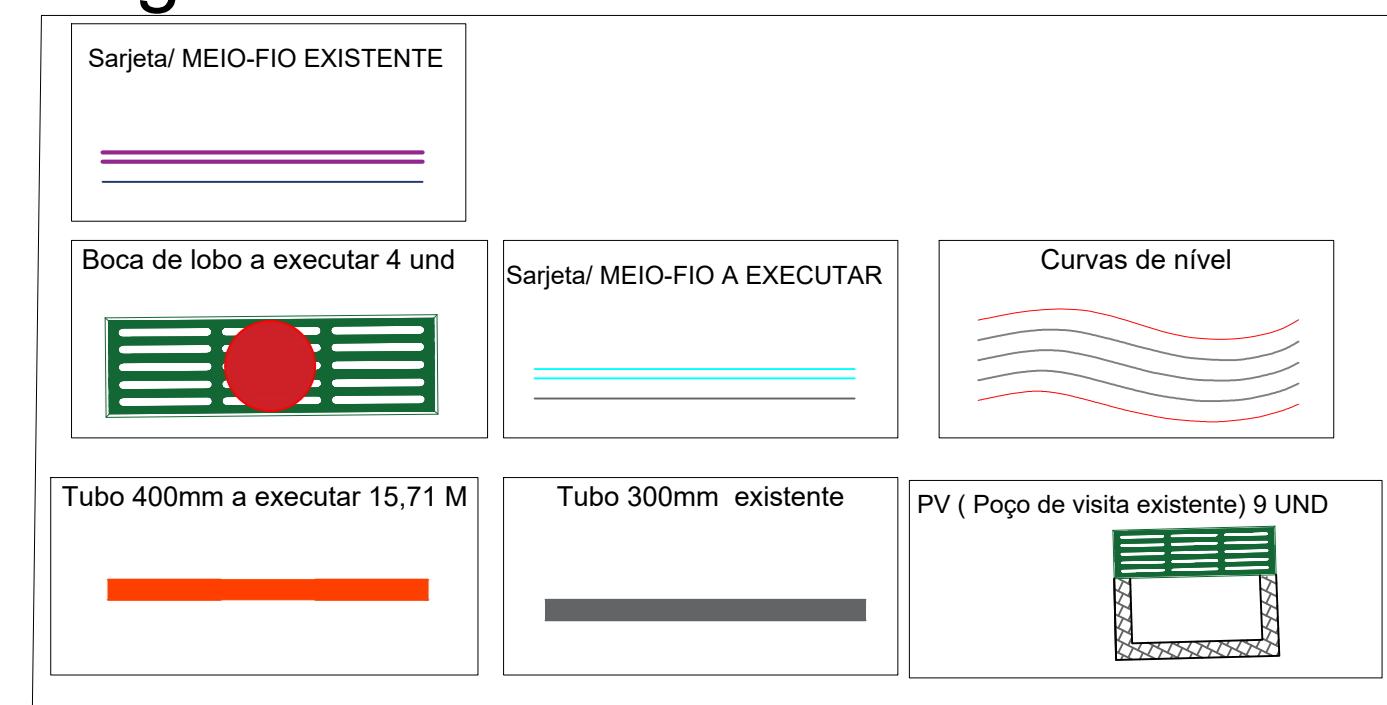 Sarjeta/ MEIO-FIO EXISTENTE
Boca de lobo a executar 4 und
Sarjeta/ MEIO-FIO A EXECUTAR
Curvas de nível
Tubo 400mm a executar 15,71 M
Tubo 300mm existente
PV ( Poço de visita existente) 9 UND